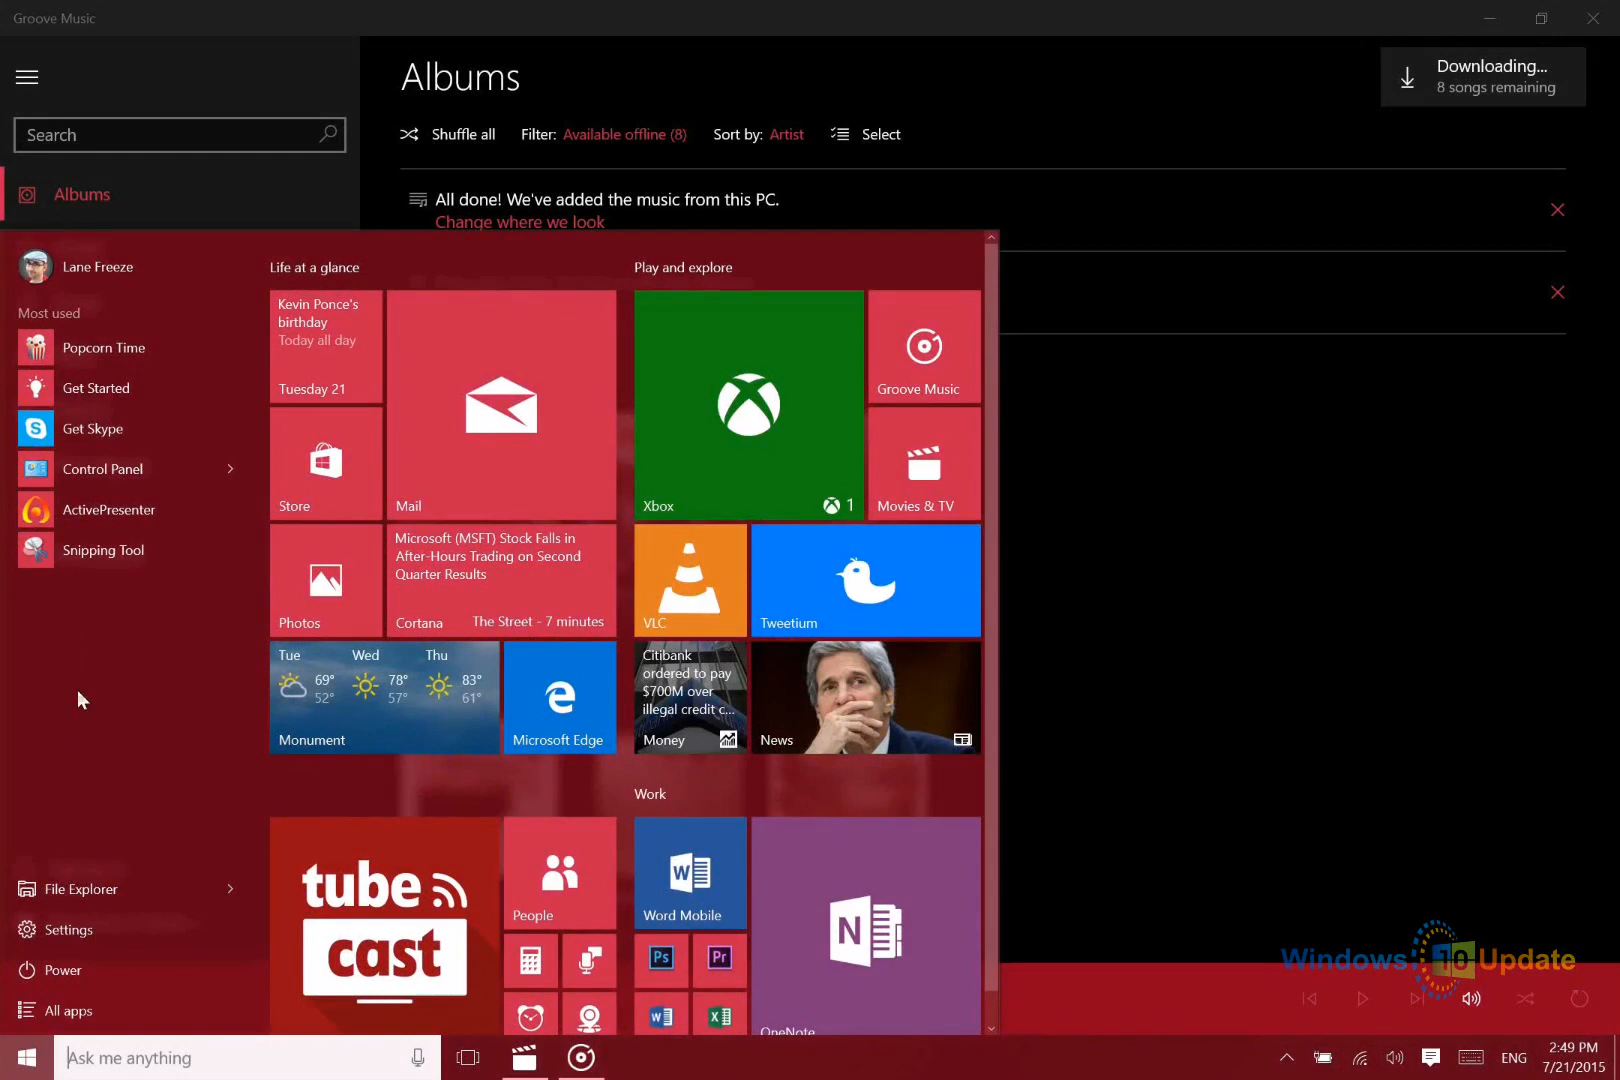 Groove Music
Albums
Downloading...
8 songs remaining
Search
Shuffle all
Filter: Available offline (8)
Sort by: Artist
Select
Albums
All done! We've added the music from this PC.
Change where we look
Lane Freeze
Most used
Popcorn Time
Get Started
Get Skype
Control Panel
ActivePresenter
Snipping Tool
File Explorer
Settings
Power
All apps
Life at a glance
Kevin Ponce's
birthday
Today all day
Tuesday 21
Mail
Store
Photos
Microsoft (MSFT) Stock Falls in
After-Hours Trading on Second
Quarter Results
Cortana
The Street - 7 minutes
Tue Wed Thu
69° 78° 83°
52° 57° 61°
Monument
Microsoft Edge
tube
cast
People
Play and explore
Xbox
1
Groove Music
Movies & TV
VLC
Tweetium
Citibank
ordered to pay
$700M over
illegal credit c...
Money
News
Work
Word Mobile
Ps
Pr
OneNote
Windows 10 Update
Ask me anything
ENG
2:49 PM
7/21/2015